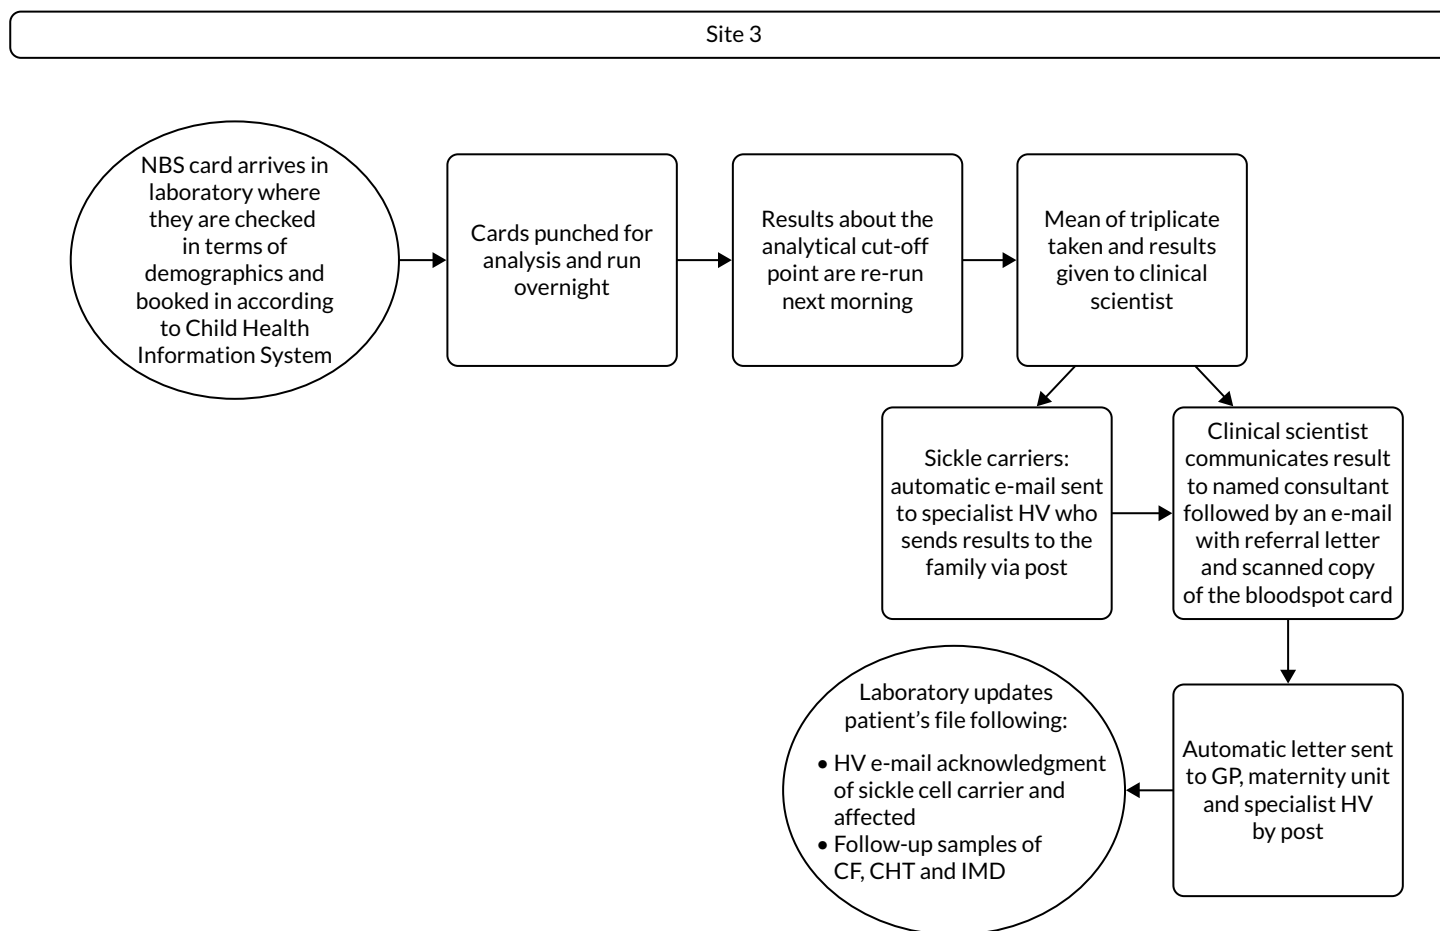 Site 3
NBS card arrives in
laboratory where
they are checked
in terms of
demographics and
booked in according
to Child Health
Information System
Cards punched for
analysis and run
overnight
Results about the
analytical cut-off
point are re-run
next morning
Mean of triplicate
taken and results
given to clinical
scientist
Sickle carriers:
automatic e-mail sent
to specialist HV who
sends results to the
family via post
Clinical scientist
communicates result
to named consultant
followed by an e-mail
with referral letter
and scanned copy
of the bloodspot card
Automatic letter sent
to GP, maternity unit
and specialist HV
by post
Laboratory updates
patient’s file following:
• HV e-mail acknowledgment
of sickle cell carrier and
affected
• Follow-up samples of
CF, CHT and IMD